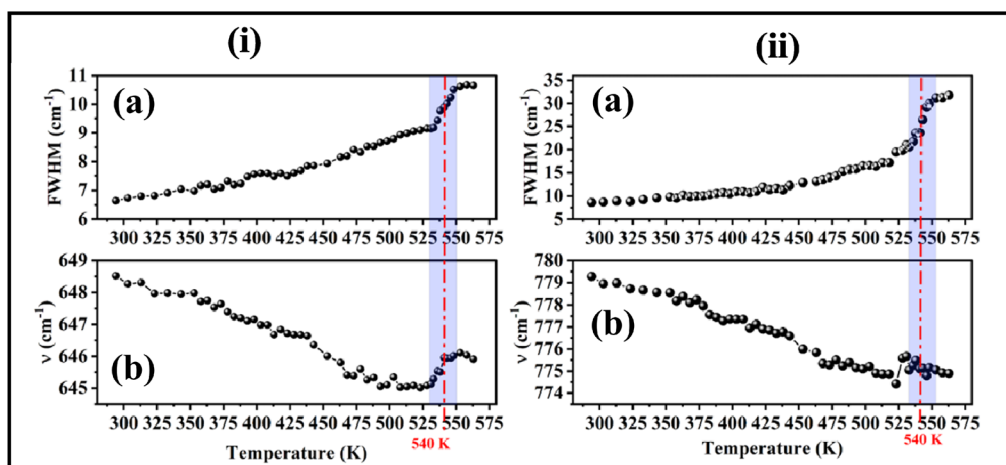 (i)
(a)
FWHM (cm⁻¹)
11
10
9
8
7
6
300 325 350 375 400 425 450 475 500 525 550 575
(b)
ν (cm⁻¹)
649
648
647
646
645
300 325 350 375 400 425 450 475 500 525 550 575
540 K
Temperature (K)
(ii)
(a)
FWHM (cm⁻¹)
35
30
25
20
15
10
5
300 325 350 375 400 425 450 475 500 525 550 575
(b)
ν (cm⁻¹)
780
779
778
777
776
775
774
300 325 350 375 400 425 450 475 500 525 550 575
540 K
Temperature (K)